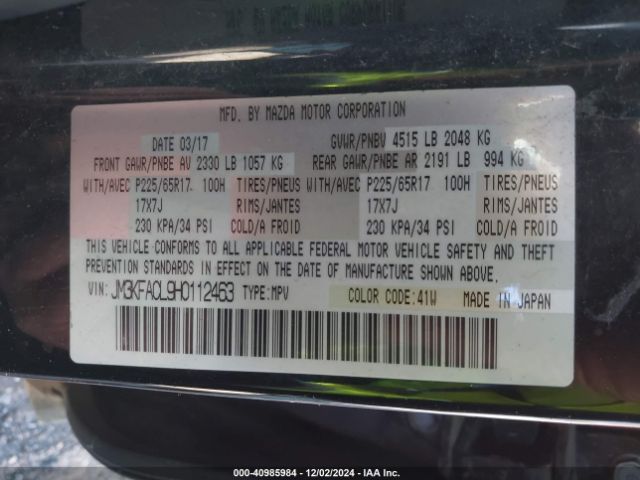 MFD. BY MAZDA MOTOR CORPORATION
DATE 03/17 GVWR/PNBV 4515 LB 2048 KG
FRONT GAWR/PNBE AV 2330 LB 1057 KG REAR GAWR/PNBE AR 2191 LB 994 KG
WITH/AVEC P225/65R17 100H TIRES/PNEUS WITH/AVEC P225/65R17 100H TIRES/PNEUS
17X7J RIMS/JANTES 17X7J RIMS/JANTES
230 KPA/34 PSI COLD/A FROID 230 KPA/34 PSI COLD/A FROID
THIS VEHICLE CONFORMS TO ALL APPLICABLE FEDERAL MOTOR VEHICLE SAFETY AND THEFT
PREVENTION STANDARDS IN EFFECT ON THE DATE OF MANUFACTURE SHOWN ABOVE.
VIN: JM3KFACL9H0112463 TYPE:MPV COLOR CODE:41W MADE IN JAPAN
000-40985984 - 12/02/2024 - IAA Inc.